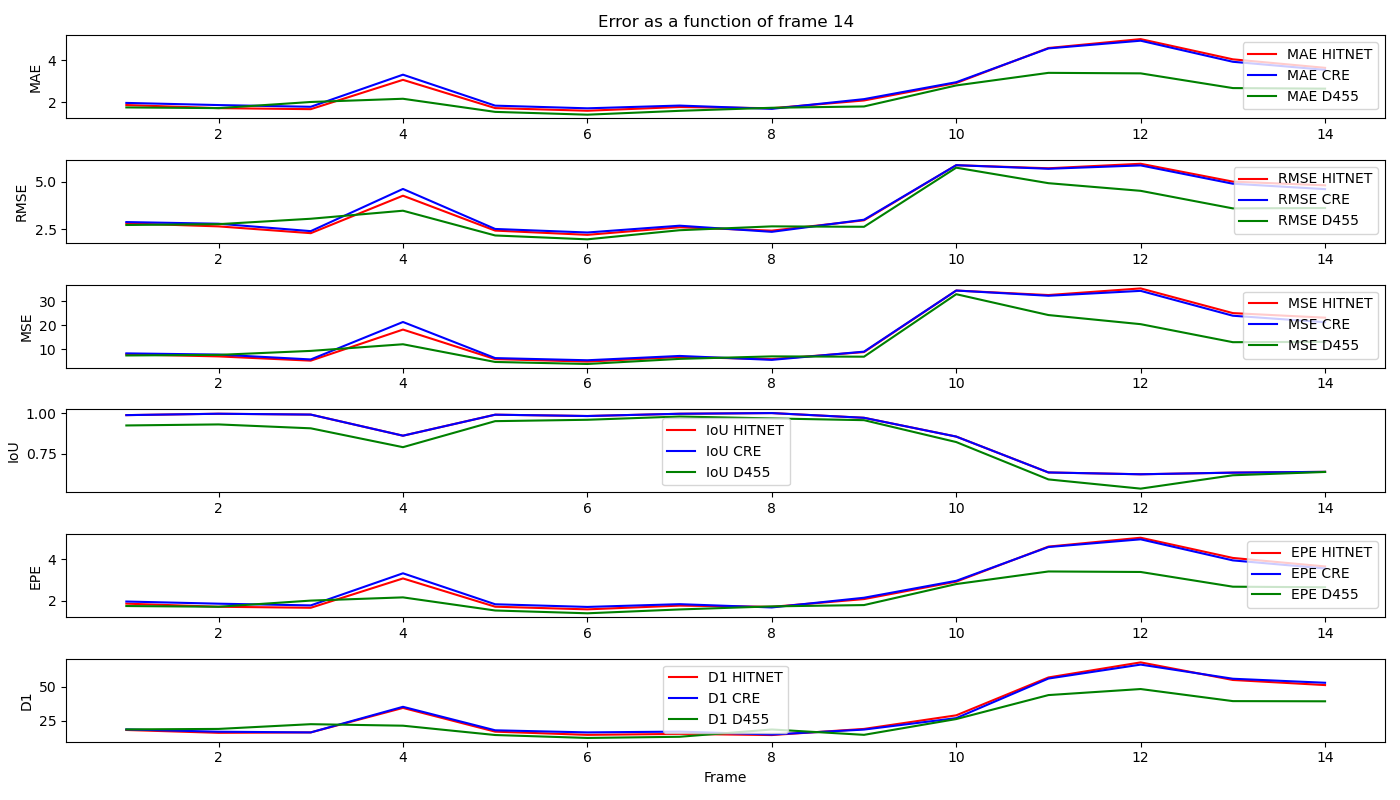 Error as a function of frame 14
MAE
4
2
MAE HITNET
MAE CRE
MAE D455
2 4 6 8 10 12 14
RMSE
5.0
2.5
RMSE HITNET
RMSE CRE
RMSE D455
2 4 6 8 10 12 14
MSE
30
20
10
MSE HITNET
MSE CRE
MSE D455
2 4 6 8 10 12 14
IoU
1.00
0.75
IoU HITNET
IoU CRE
IoU D455
2 4 6 8 10 12 14
EPE
4
2
EPE HITNET
EPE CRE
EPE D455
2 4 6 8 10 12 14
D1
50
25
D1 HITNET
D1 CRE
D1 D455
2 4 6 8 10 12 14
Frame